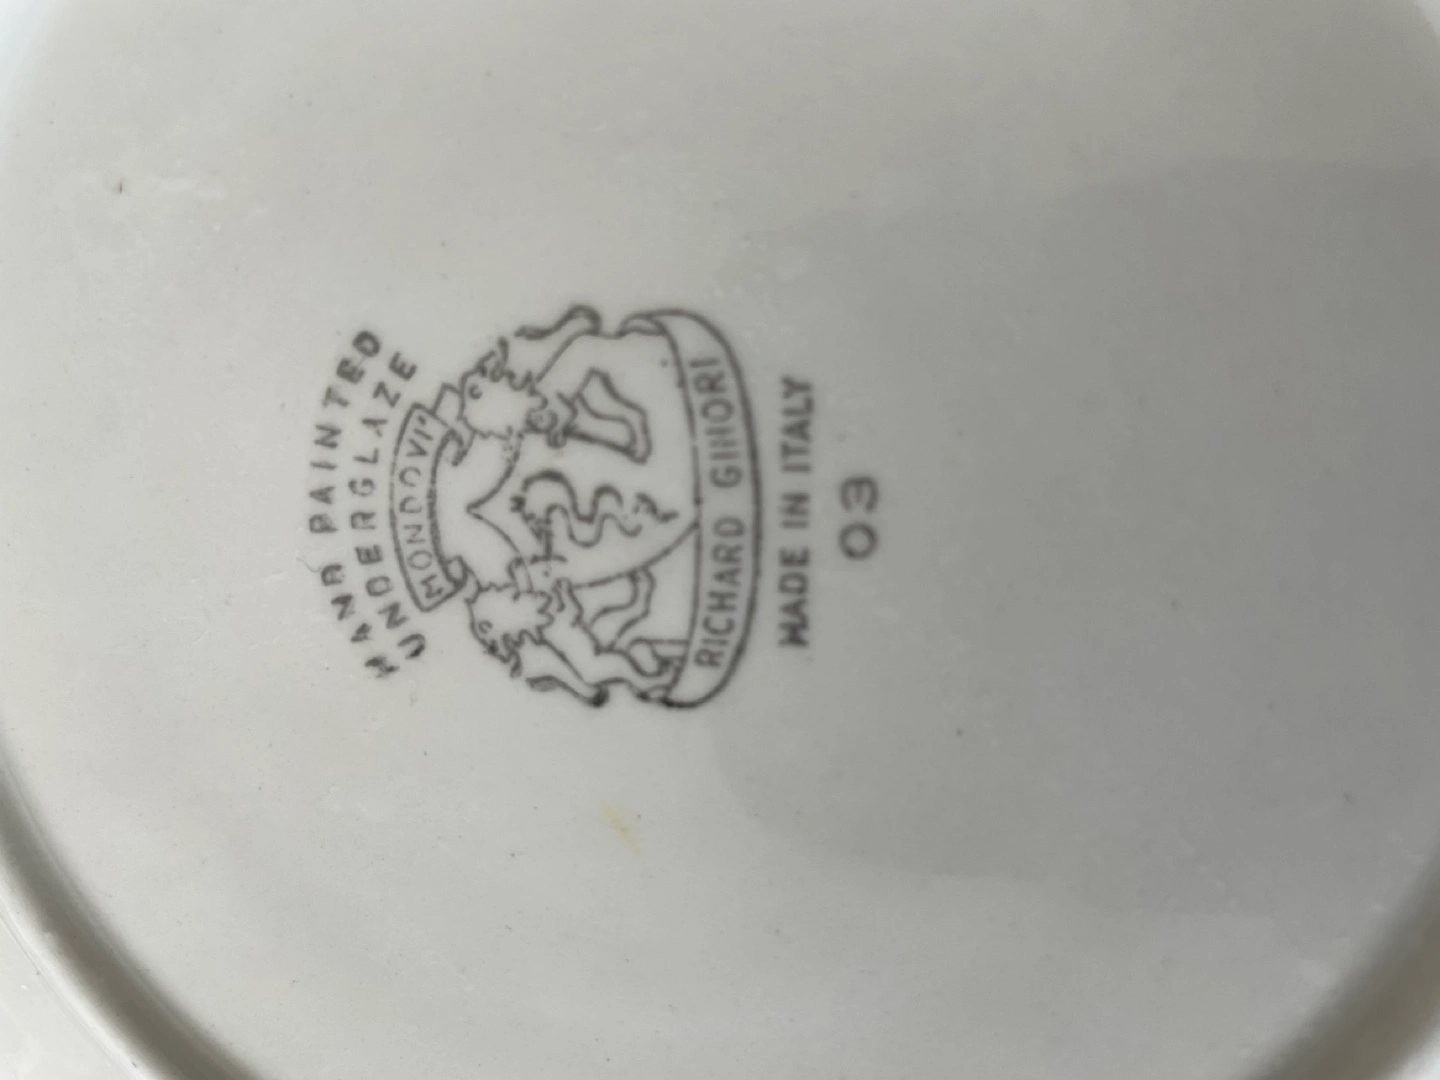 HAND PAINTED
UNDERGLAZE
MONDOVI'
RICHARD GINORI
MADE IN ITALY
03